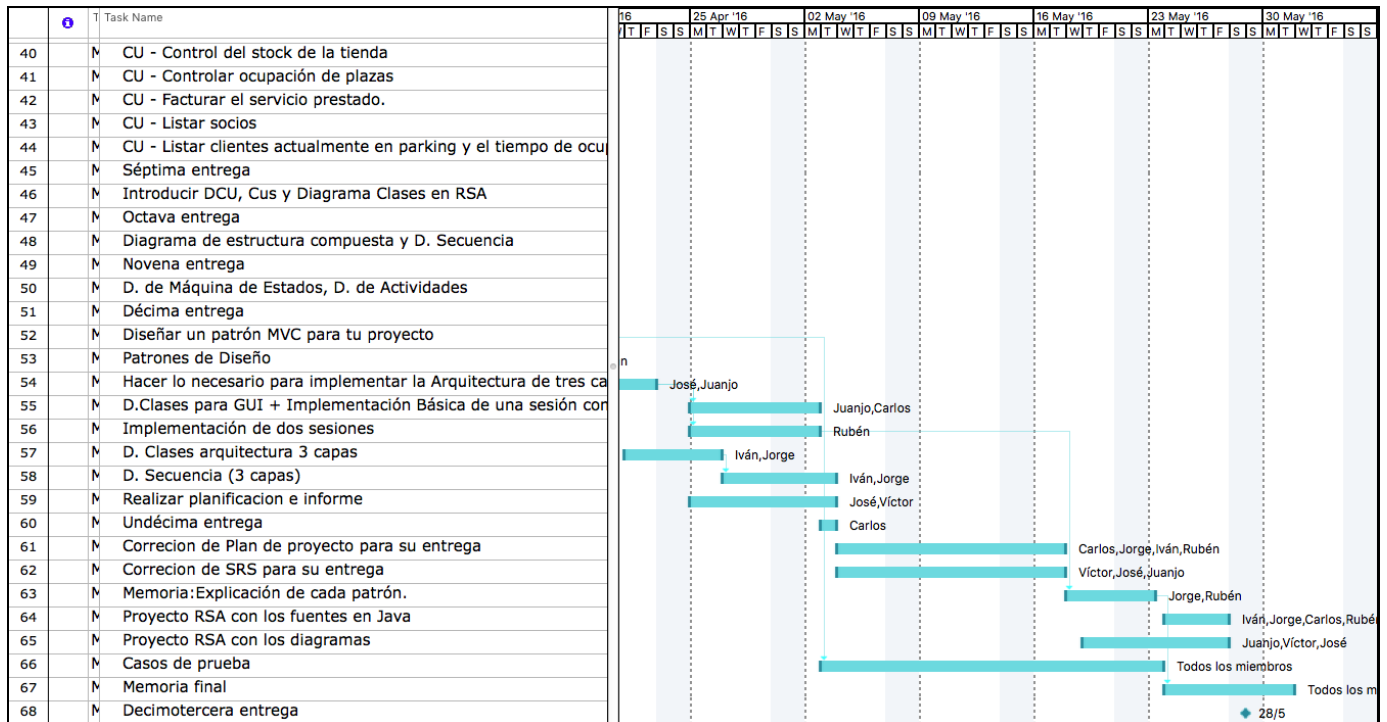 T Task Name
16 25 Apr '16 02 May '16 09 May '16 16 May '16 23 May '16 30 May '16
T F S S M T W T F S S M T W T F S S M T W T F S S M T W T F S S M T W T F S S M T W T F S S
40 M CU - Control del stock de la tienda
41 M CU - Controlar ocupación de plazas
42 M CU - Facturar el servicio prestado.
43 M CU - Listar socios
44 M CU - Listar clientes actualmente en parking y el tiempo de ocu
45 M Séptima entrega
46 M Introducir DCU, Cus y Diagrama Clases en RSA
47 M Octava entrega
48 M Diagrama de estructura compuesta y D. Secuencia
49 M Novena entrega
50 M D. de Máquina de Estados, D. de Actividades
51 M Décima entrega
52 M Diseñar un patrón MVC para tu proyecto
53 M Patrones de Diseño n
54 M Hacer lo necesario para implementar la Arquitectura de tres ca José,Juanjo
55 M D.Clases para GUI + Implementación Básica de una sesión con Juanjo,Carlos
56 M Implementación de dos sesiones Rubén
57 M D. Clases arquitectura 3 capas Iván,Jorge
58 M D. Secuencia (3 capas) Iván,Jorge
59 M Realizar planificacion e informe José,Víctor
60 M Undécima entrega Carlos
61 M Correcion de Plan de proyecto para su entrega Carlos,Jorge,Iván,Rubén
62 M Correcion de SRS para su entrega Víctor,José,Juanjo
63 M Memoria:Explicación de cada patrón. Jorge,Rubén
64 M Proyecto RSA con los fuentes en Java Iván,Jorge,Carlos,Rubén
65 M Proyecto RSA con los diagramas Juanjo,Víctor,José
66 M Casos de prueba Todos los miembros
67 M Memoria final Todos los m
68 M Decimotercera entrega 28/5